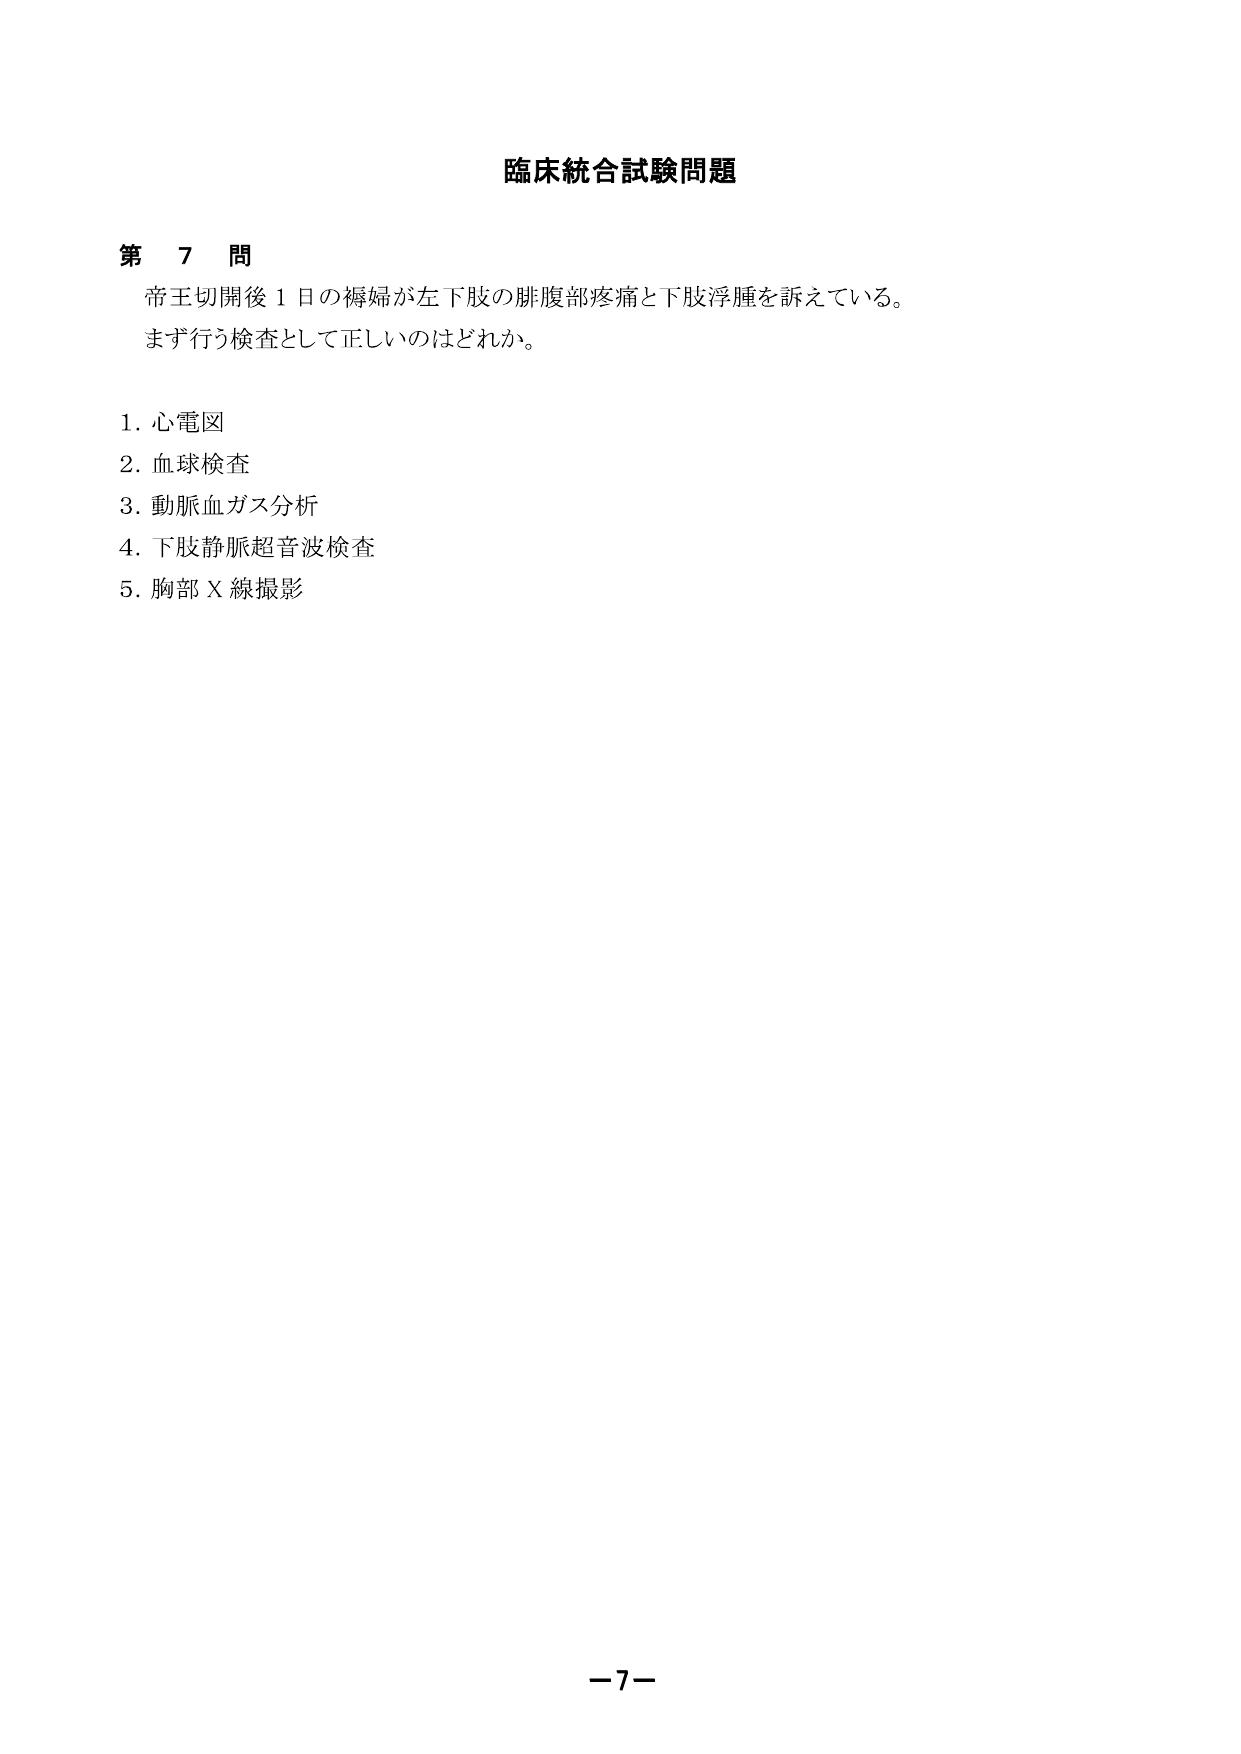 臨床統合試験問題
第 7 問
帝王切開後 1 日の褥婦が左下肢の腓腹部疼痛と下肢浮腫を訴えている。
まず行う検査として正しいのはどれか。
1. 心電図
2. 血球検査
3. 動脈血ガス分析
4. 下肢静脈超音波検査
5. 胸部 X 線撮影
－7－